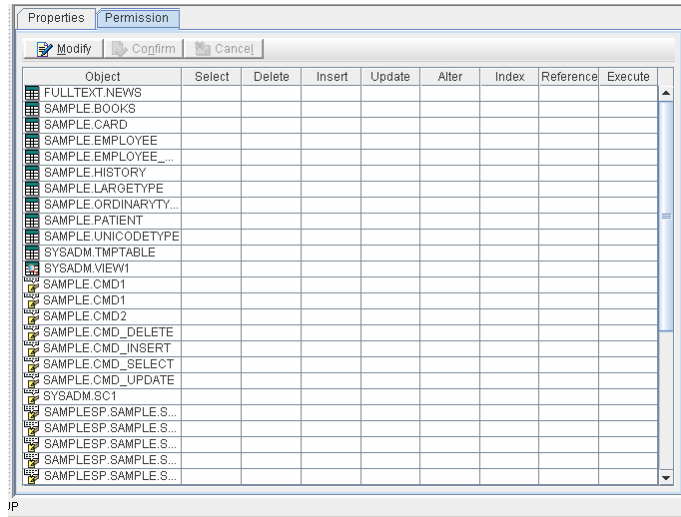 Properties Permission
Modify Confirm Cancel
Object Select Delete Insert Update Alter Index Reference Execute
FULLTEXT.NEWS
SAMPLE.BOOKS
SAMPLE.CARD
SAMPLE.EMPLOYEE
SAMPLE.EMPLOYEE_...
SAMPLE.HISTORY
SAMPLE.LARGETYPE
SAMPLE.ORDINARYTY...
SAMPLE.PATIENT
SAMPLE.UNICODETYPE
SYSADM.TMPTABLE
SYSADM.VIEW1
SAMPLE.CMD1
SAMPLE.CMD1
SAMPLE.CMD2
SAMPLE.CMD_DELETE
SAMPLE.CMD_INSERT
SAMPLE.CMD_SELECT
SAMPLE.CMD_UPDATE
SYSADM.SC1
SAMPLESP.SAMPLE.S...
SAMPLESP.SAMPLE.S...
SAMPLESP.SAMPLE.S...
SAMPLESP.SAMPLE.S...
SAMPLESP.SAMPLE.S...